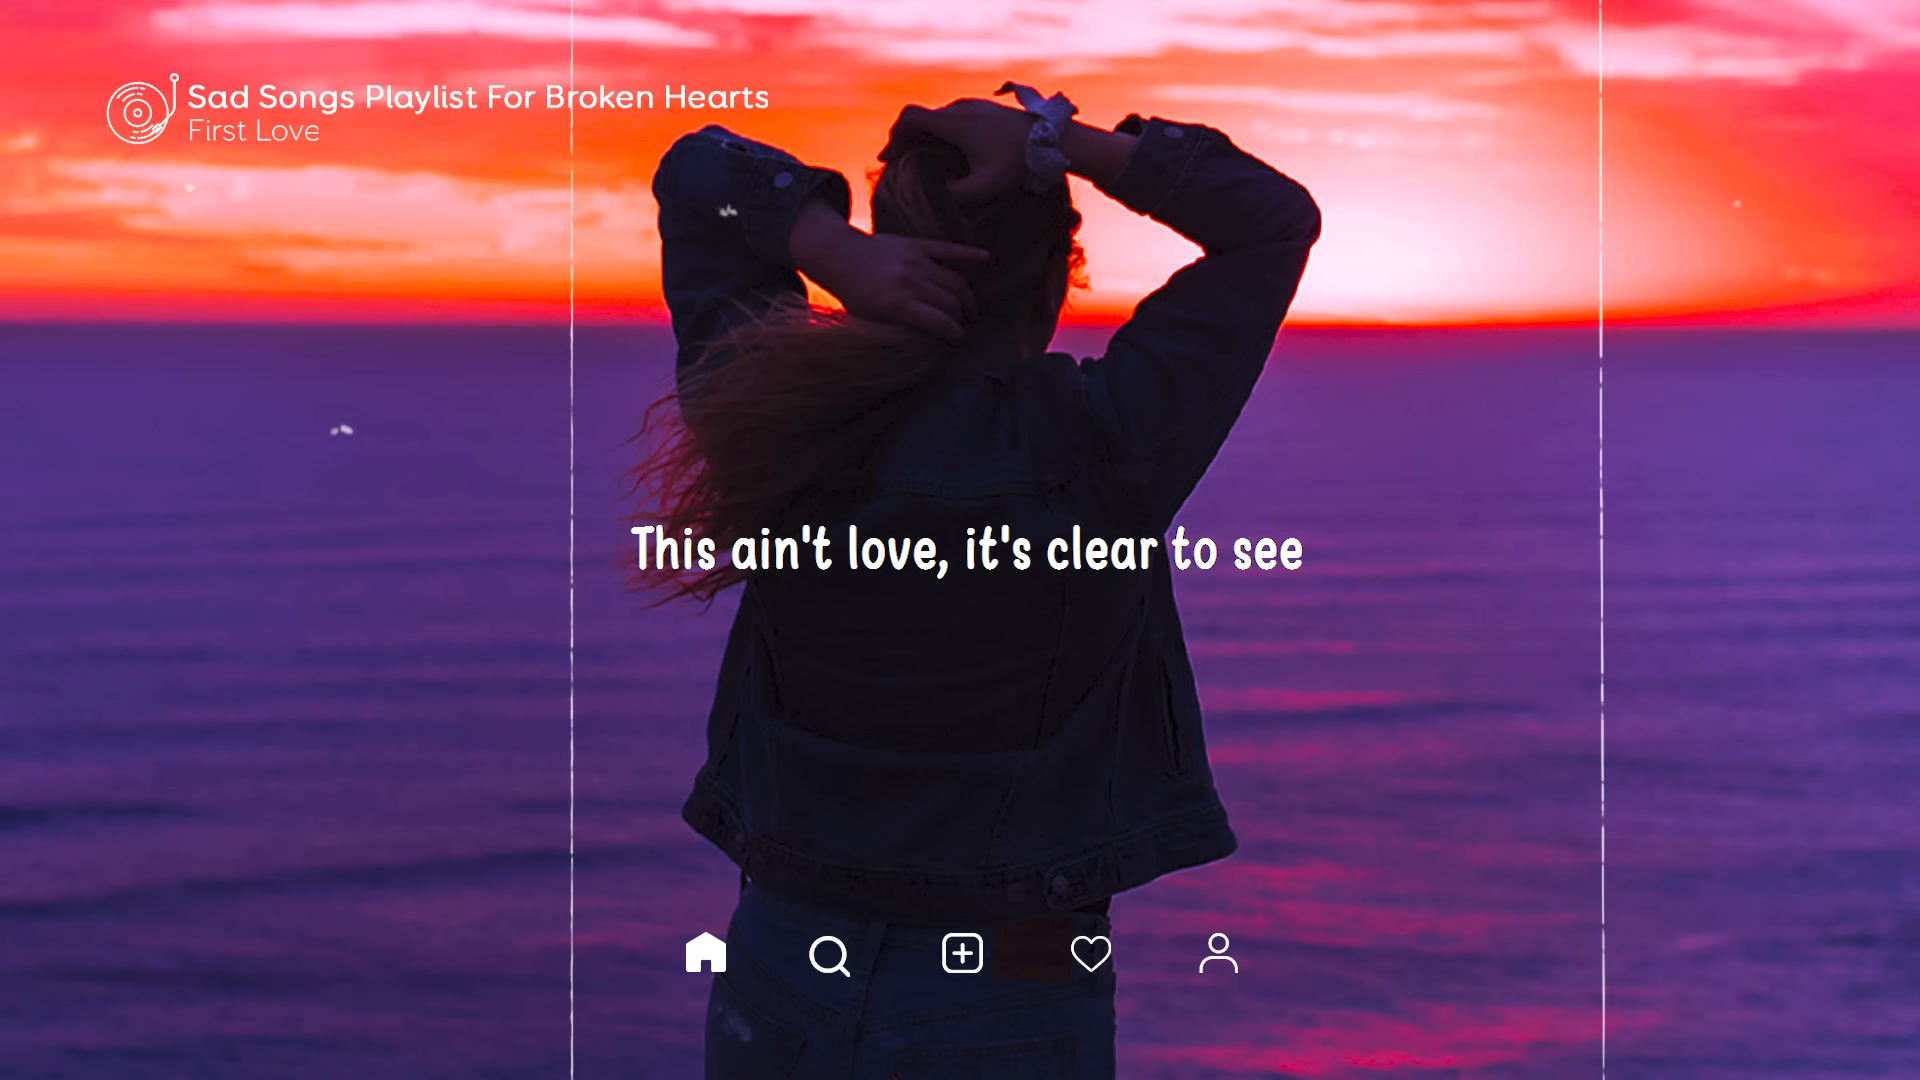 Sad Songs Playlist For Broken Hearts
First Love
This ain't love, it's clear to see